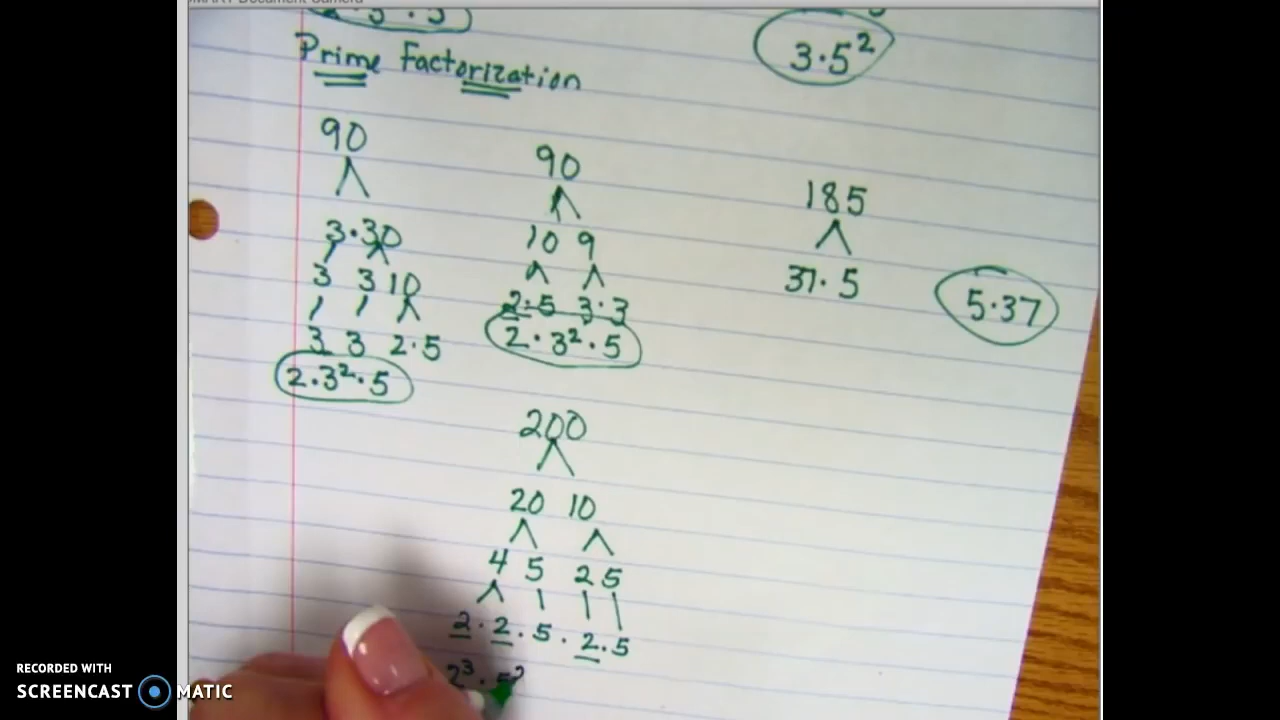 3·5²
Prime Factorization
90
3·30
3 3 10
3 3 2·5
2·3²·5
90
10 9
2·5 3·3
2·3²·5
185
37·5
5·37
200
20 10
4 5 2 5
2·2·5·2·5
2³·5²
RECORDED WITH
SCREENCAST MATIC